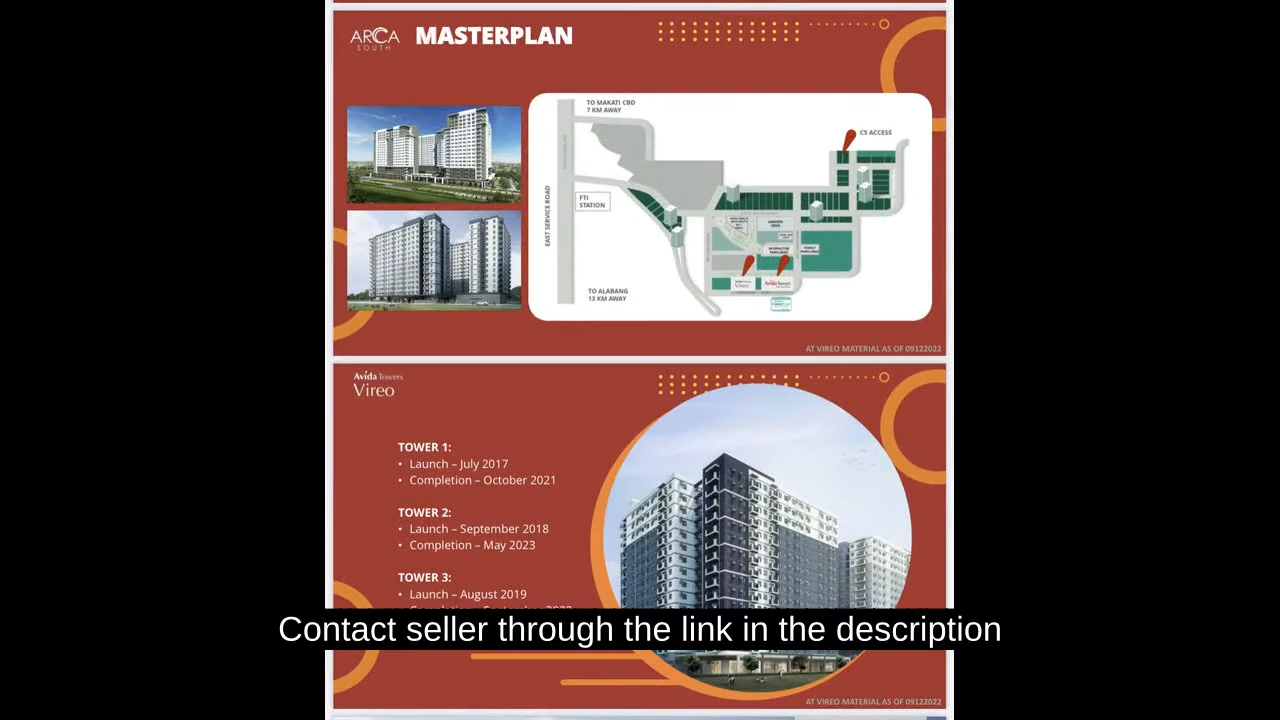 ARCA
SOUTH
MASTERPLAN
TO MAKATI CBD
7 KM AWAY
C5 ACCESS
FTI
STATION
EAST SERVICE ROAD
TO ALABANG
13 KM AWAY
Vireo
Avida Towers
AT VIREO MATERIAL AS OF 09122022
Avida Towers
Vireo
TOWER 1:
• Launch – July 2017
• Completion – October 2021
TOWER 2:
• Launch – September 2018
• Completion – May 2023
TOWER 3:
• Launch – August 2019
Contact seller through the link in the description
AT VIREO MATERIAL AS OF 09122022